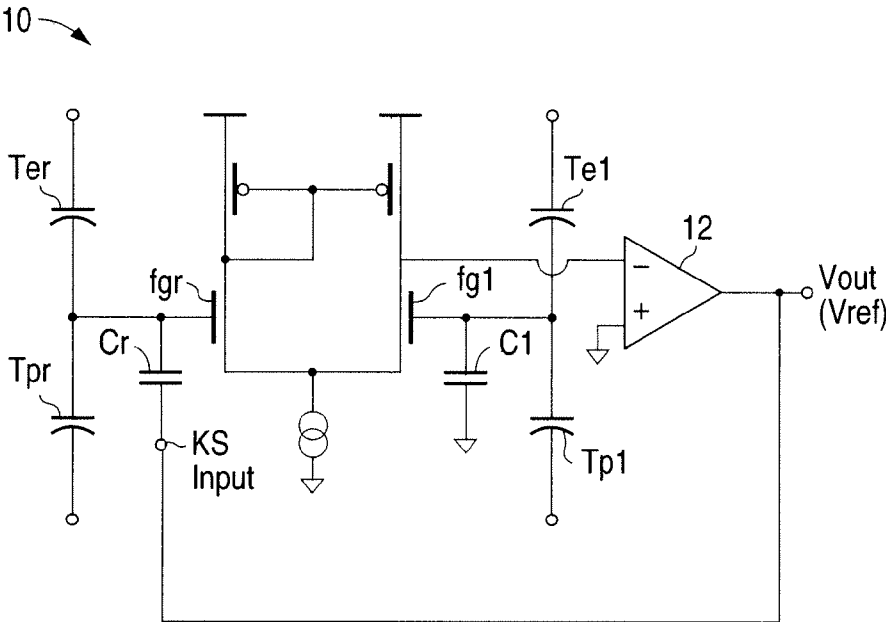 10
Ter
Te1
12
fgr
fg1
−
+
Vout
(Vref)
Cr
C1
Tpr
Tp1
KS
Input